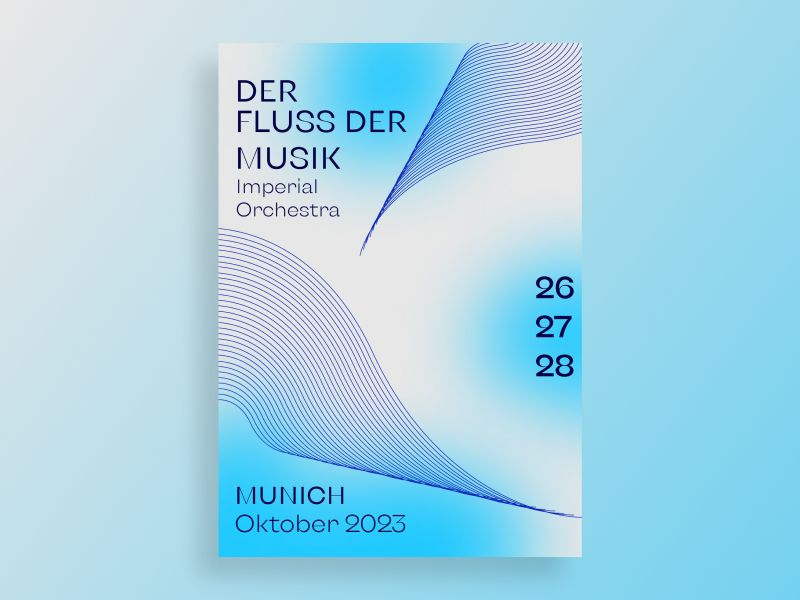 DER
FLUSS DER
MUSIK
Imperial
Orchestra
26
27
28
MUNICH
Oktober 2023